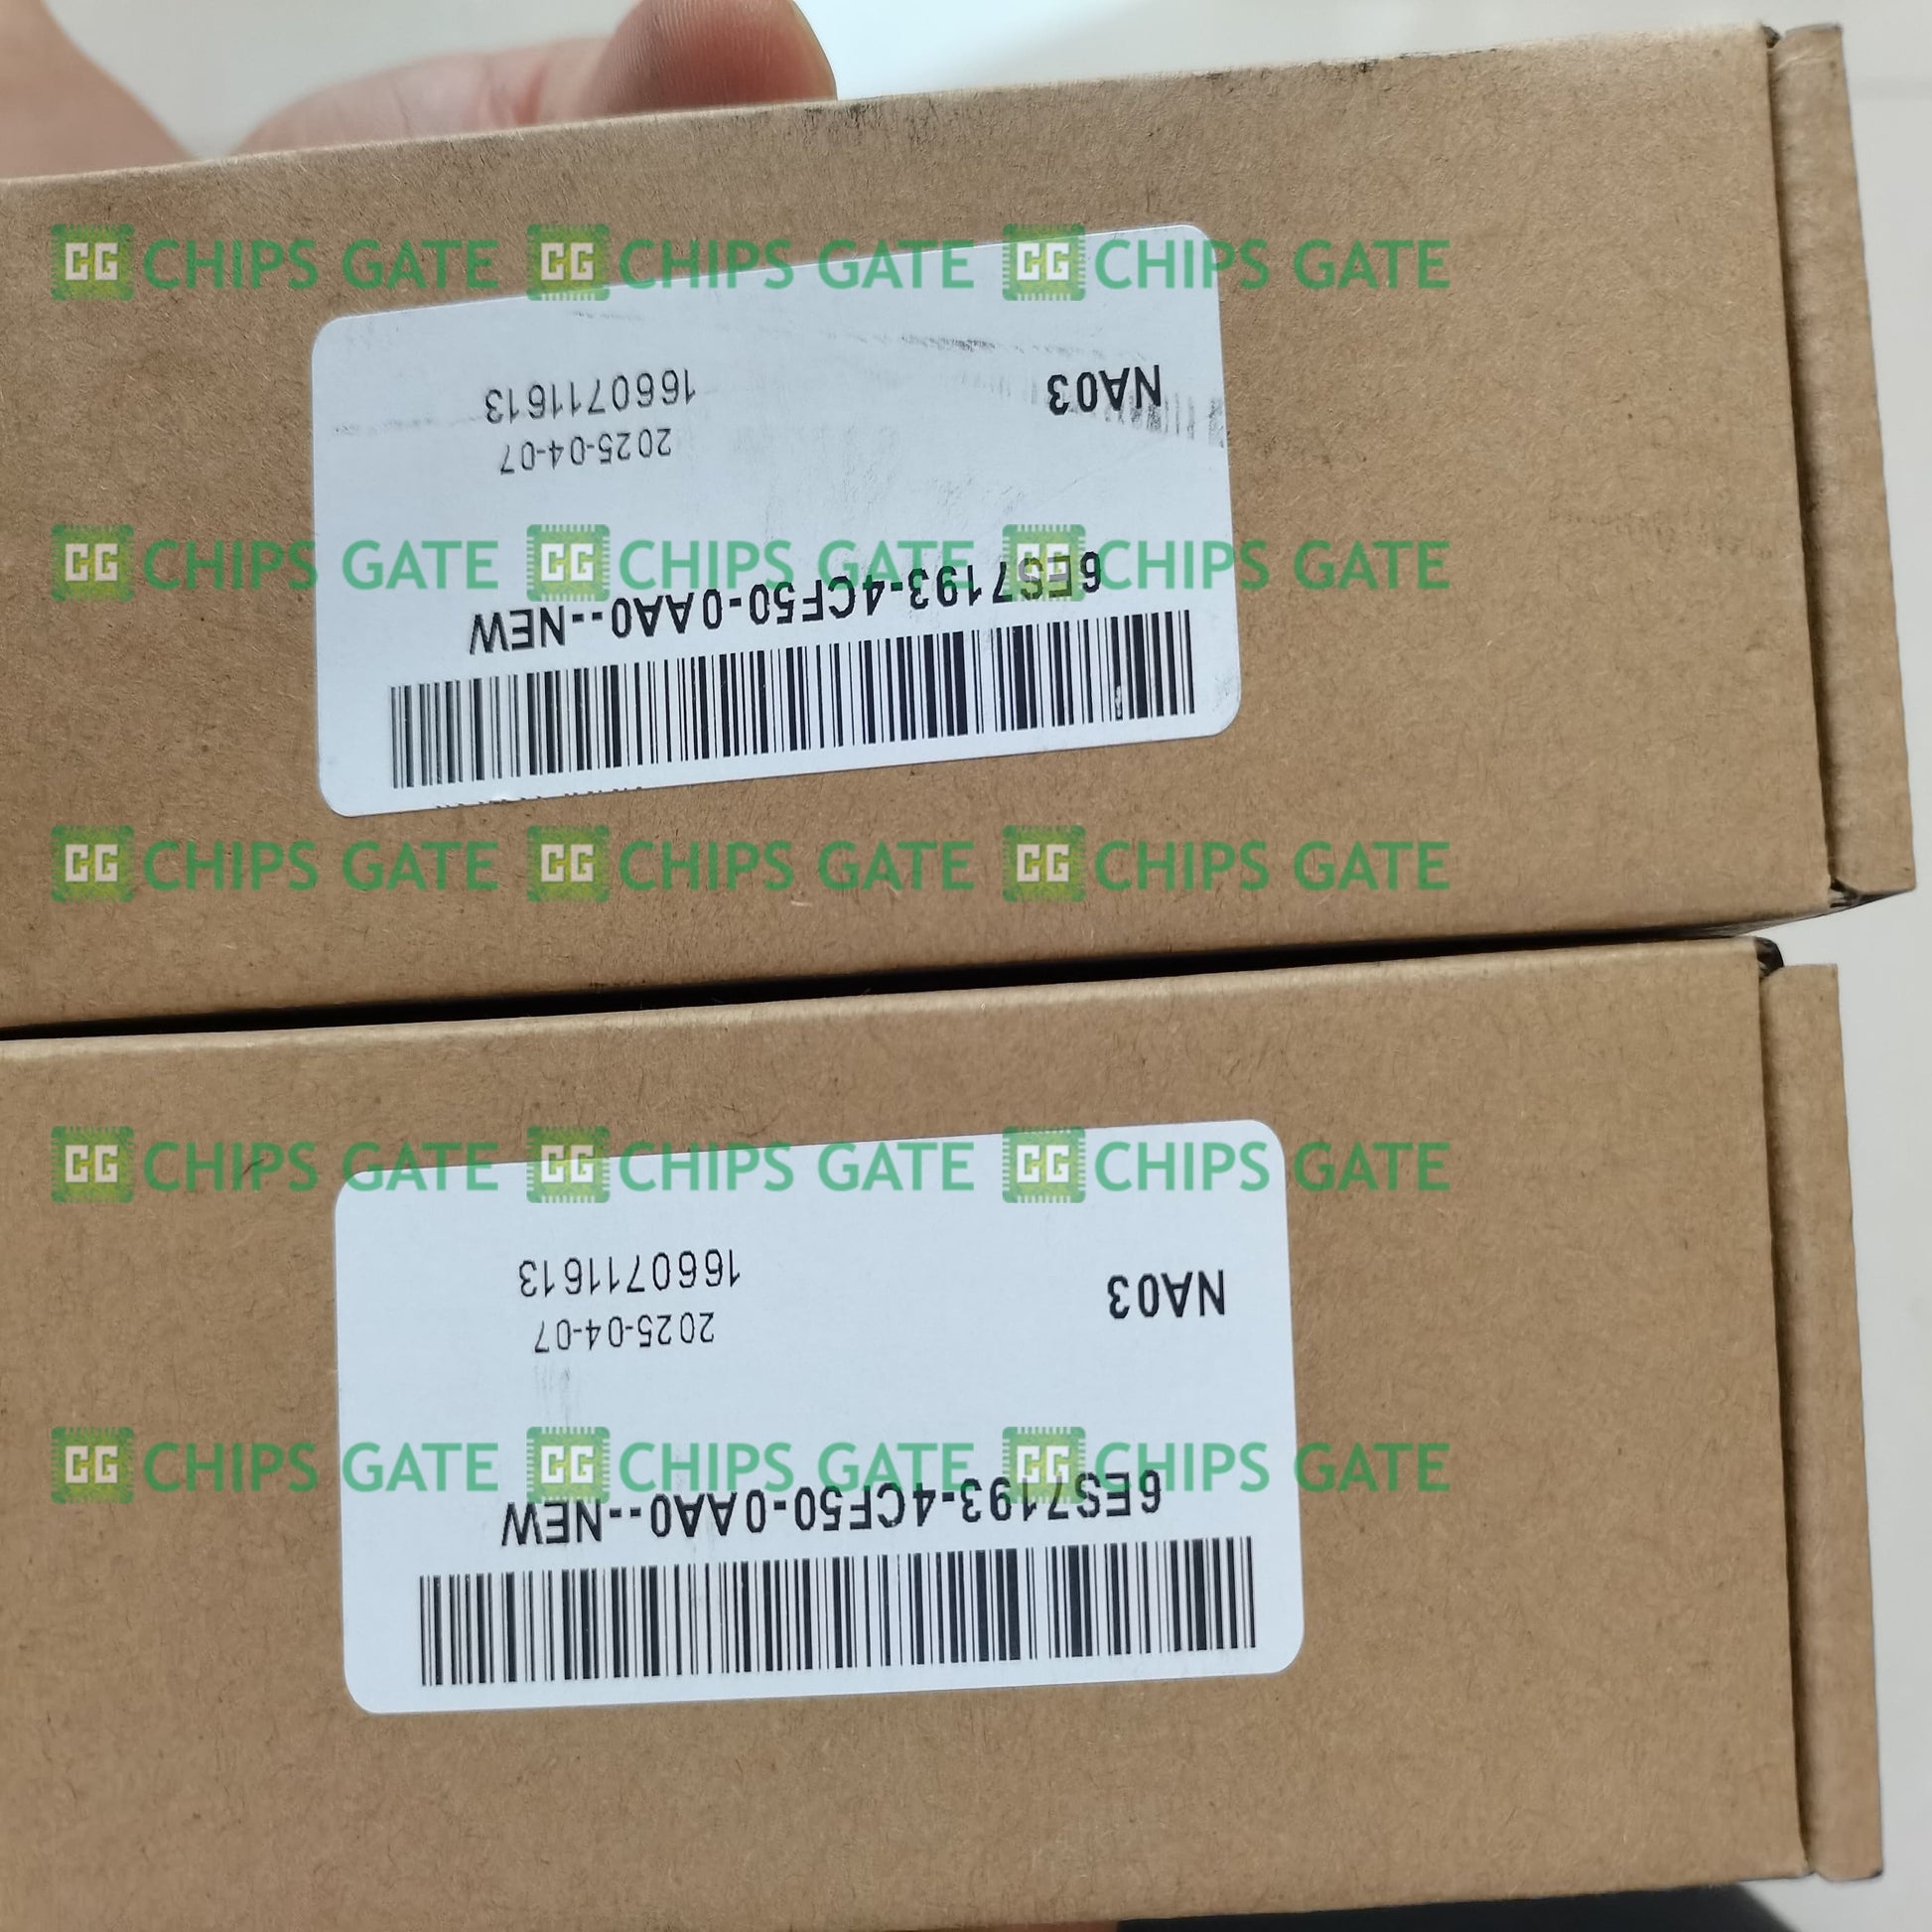 CG CHIPS GATE CG CHIPS GATE CG CHIPS GATE
NA03
1660711613
2025-04-07
CG CHIPS GATE CG CHIPS GATE CG CHIPS GATE
6ES7193-4CF50-0AA0--NEW
CG CHIPS GATE CG CHIPS GATE CG CHIPS GATE
CG CHIPS GATE CG CHIPS GATE CG CHIPS GATE
NA03
1660711613
2025-04-07
CG CHIPS GATE CG CHIPS GATE CG CHIPS GATE
6ES7193-4CF50-0AA0--NEW